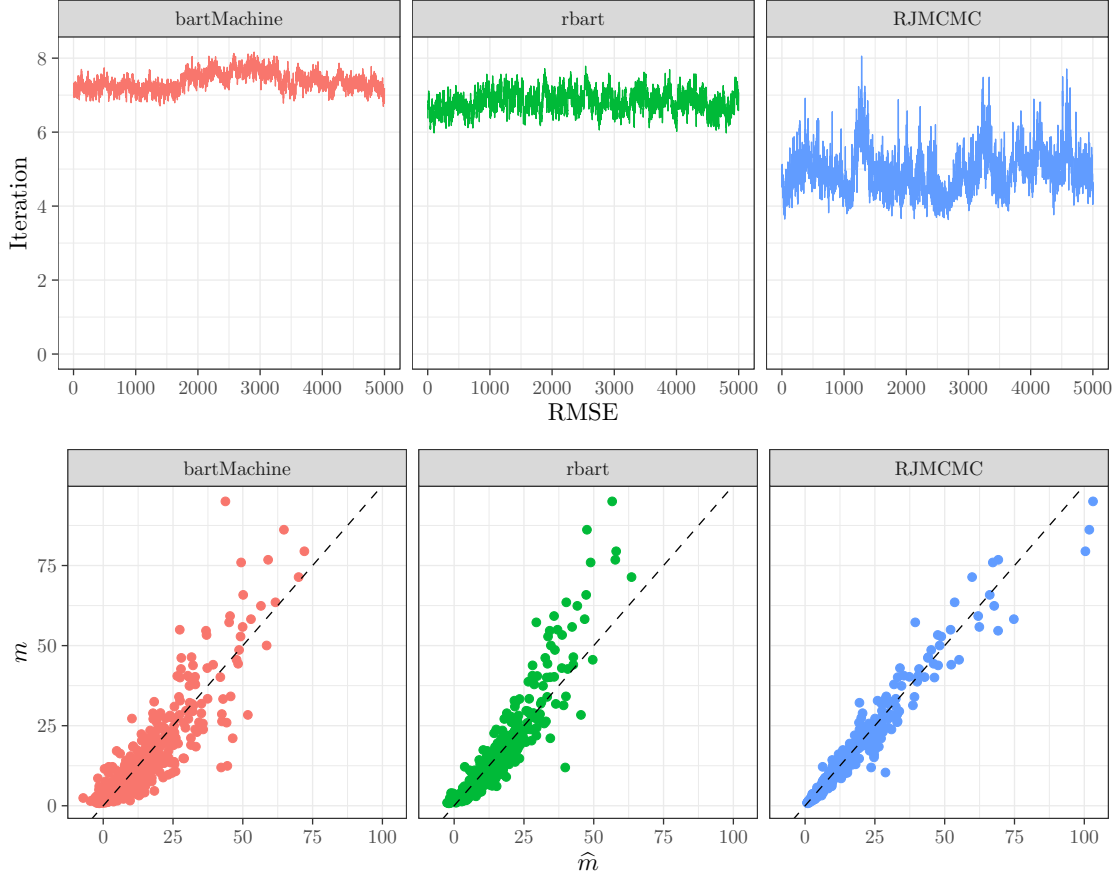 bartMachine rbart RJMCMC
8
6
4
2
0
Iteration
0 1000 2000 3000 4000 5000 0 1000 2000 3000 4000 5000 0 1000 2000 3000 4000 5000
RMSE
bartMachine rbart RJMCMC
75
50
25
0
m
0 25 50 75 100 0 25 50 75 100 0 25 50 75 100
m̂